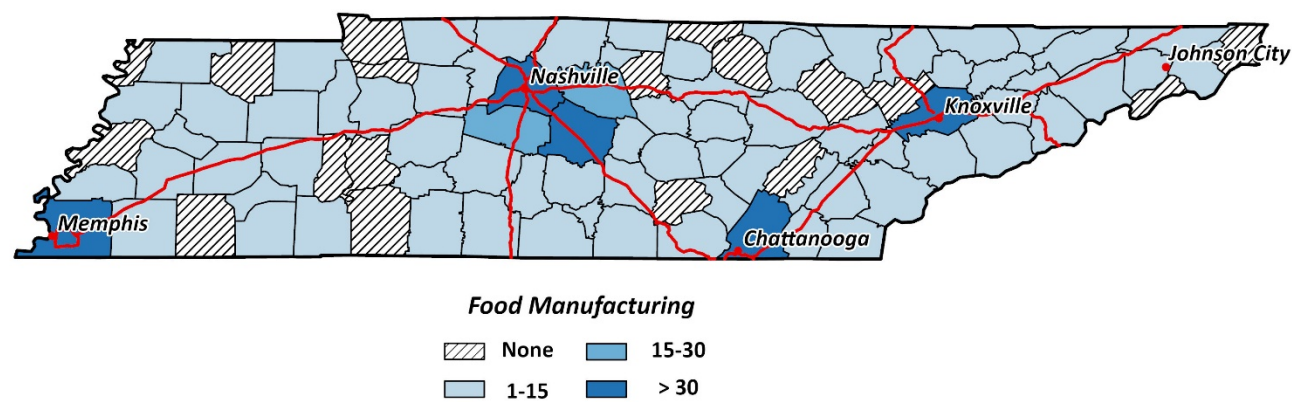 Johnson City
Nashville
Knoxville
Memphis
Chattanooga
Food Manufacturing
None
15-30
1-15
> 30